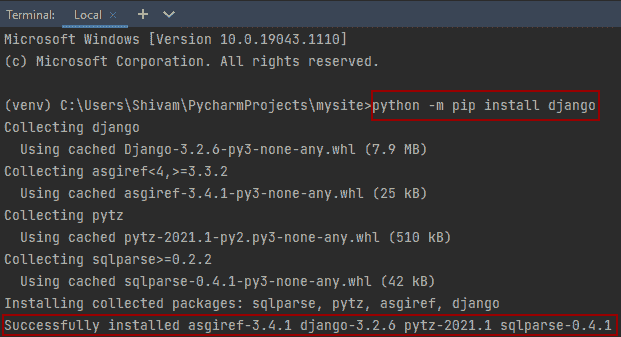 Terminal: Local × + ∨
Microsoft Windows [Version 10.0.19043.1110]
(c) Microsoft Corporation. All rights reserved.
(venv) C:\Users\Shivam\PycharmProjects\mysite>python -m pip install django
Collecting django
  Using cached Django-3.2.6-py3-none-any.whl (7.9 MB)
Collecting asgiref<4,>=3.3.2
  Using cached asgiref-3.4.1-py3-none-any.whl (25 kB)
Collecting pytz
  Using cached pytz-2021.1-py2.py3-none-any.whl (510 kB)
Collecting sqlparse>=0.2.2
  Using cached sqlparse-0.4.1-py3-none-any.whl (42 kB)
Installing collected packages: sqlparse, pytz, asgiref, django
Successfully installed asgiref-3.4.1 django-3.2.6 pytz-2021.1 sqlparse-0.4.1